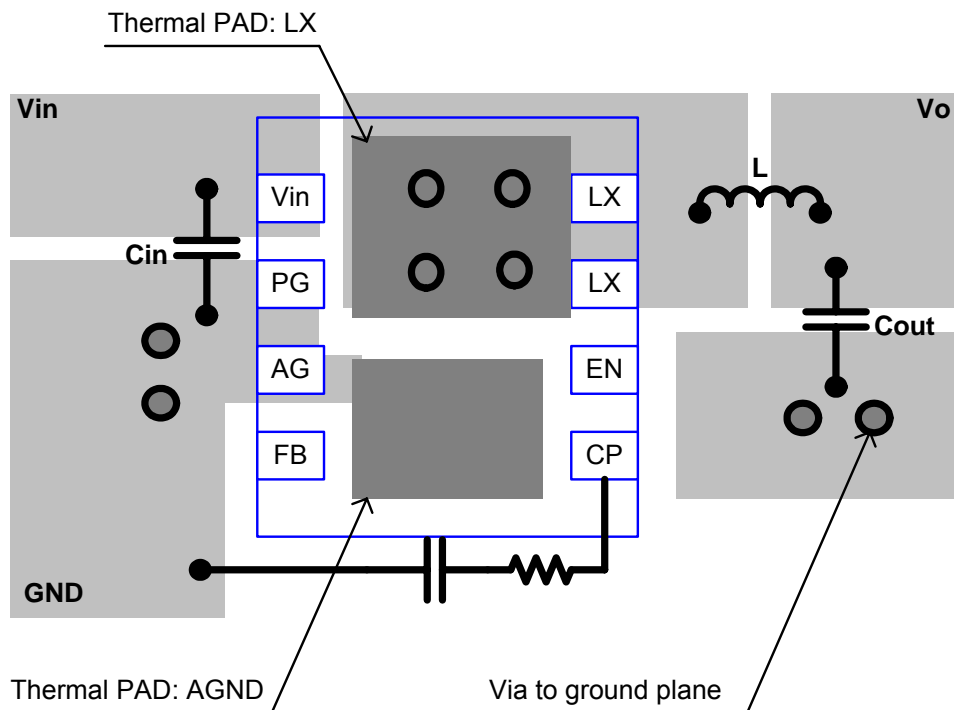 Thermal PAD: LX
Vin
Vo
L
Vin
LX
Cin
PG
LX
Cout
AG
EN
FB
CP
GND
Thermal PAD: AGND
Via to ground plane